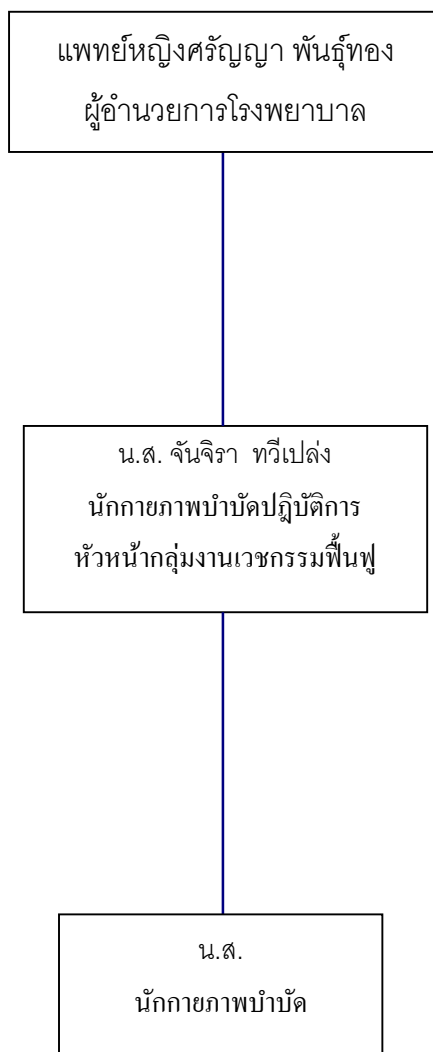 แพทย์หญิงศรัญญา พันธุ์ทอง
ผู้อำนวยการโรงพยาบาล
น.ส. จันจิรา ทวีเปล่ง
นักกายภาพบำบัดปฏิบัติการ
หัวหน้ากลุ่มงานเวชกรรมฟื้นฟู
น.ส.
นักกายภาพบำบัด